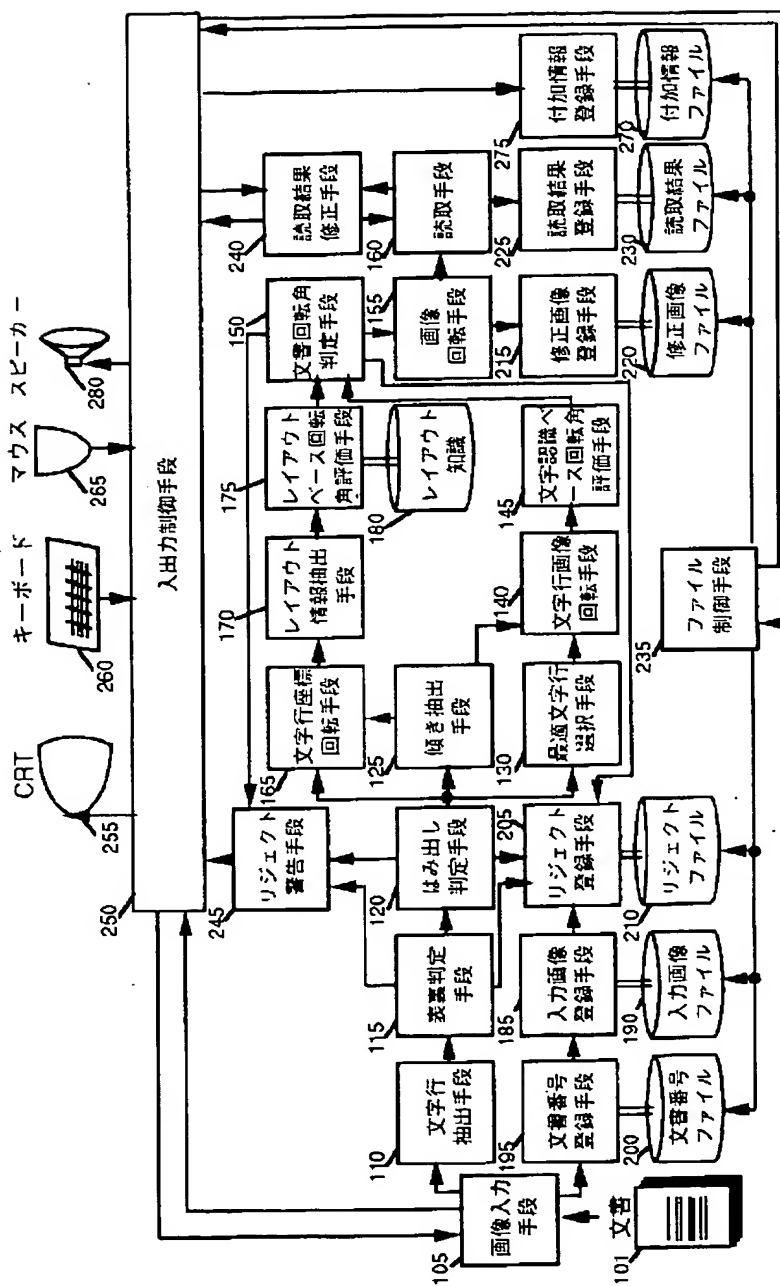 CRT
255
キーボード
260
マウス
265
スピーカー
280
250
入出力制御手段
245
リジェクト
警告手段
165
文字行座標
回転手段
170
レイアウト
情報抽出
手段
175
レイアウト
ベース回転
角評価手段
180
レイアウト
知識
150
文書回転角
判定手段
240
読取結果
修正手段
105
画像入力
手段
101
文書
110
文字行
抽出手段
115
表裏判定
手段
120
はみ出し
判定手段
125
傾き抽出
手段
130
最適文字行
選択手段
140
文字行画像
回転手段
145
文字認識ベ
ース回転角
評価手段
155
画像
回転手段
160
読取手段
195
文書番号
登録手段
200
文書番号
ファイル
185
入力画像
登録手段
190
入力画像
ファイル
205
リジェクト
登録手段
210
リジェクト
ファイル
235
ファイル
制御手段
215
修正画像
登録手段
220
修正画像
ファイル
225
読取結果
登録手段
230
読取結果
ファイル
275
付加情報
登録手段
270
付加情報
ファイル